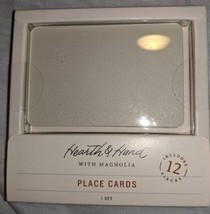 Hearth & Hand
WITH MAGNOLIA
PLACE CARDS
1 SET
INCLUDES
12
PIECES